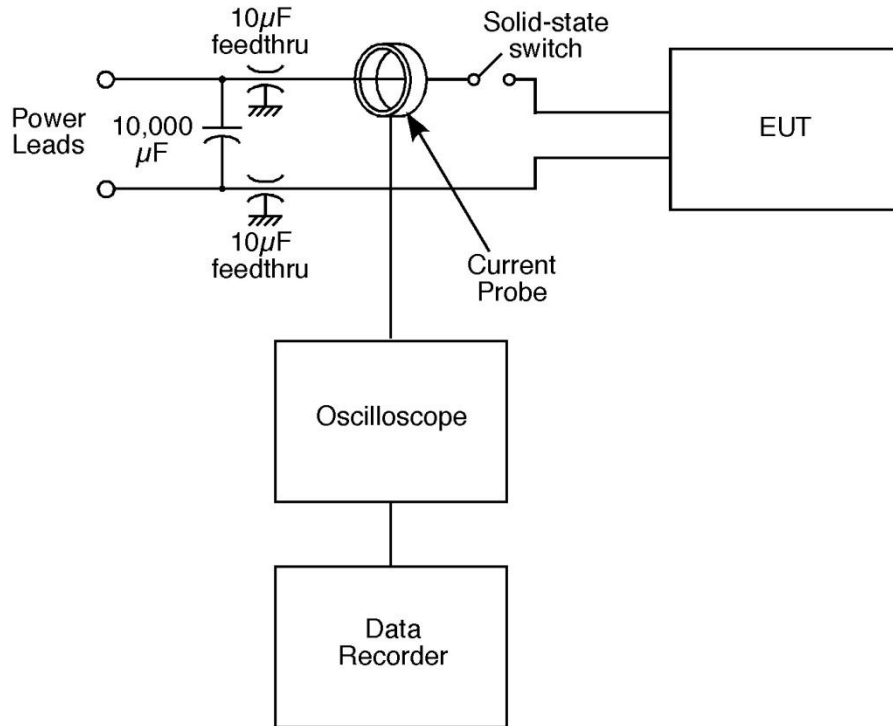 10μF
feedthru
Solid-state
switch
Power
Leads
10,000
μF
EUT
10μF
feedthru
Current
Probe
Oscilloscope
Data
Recorder